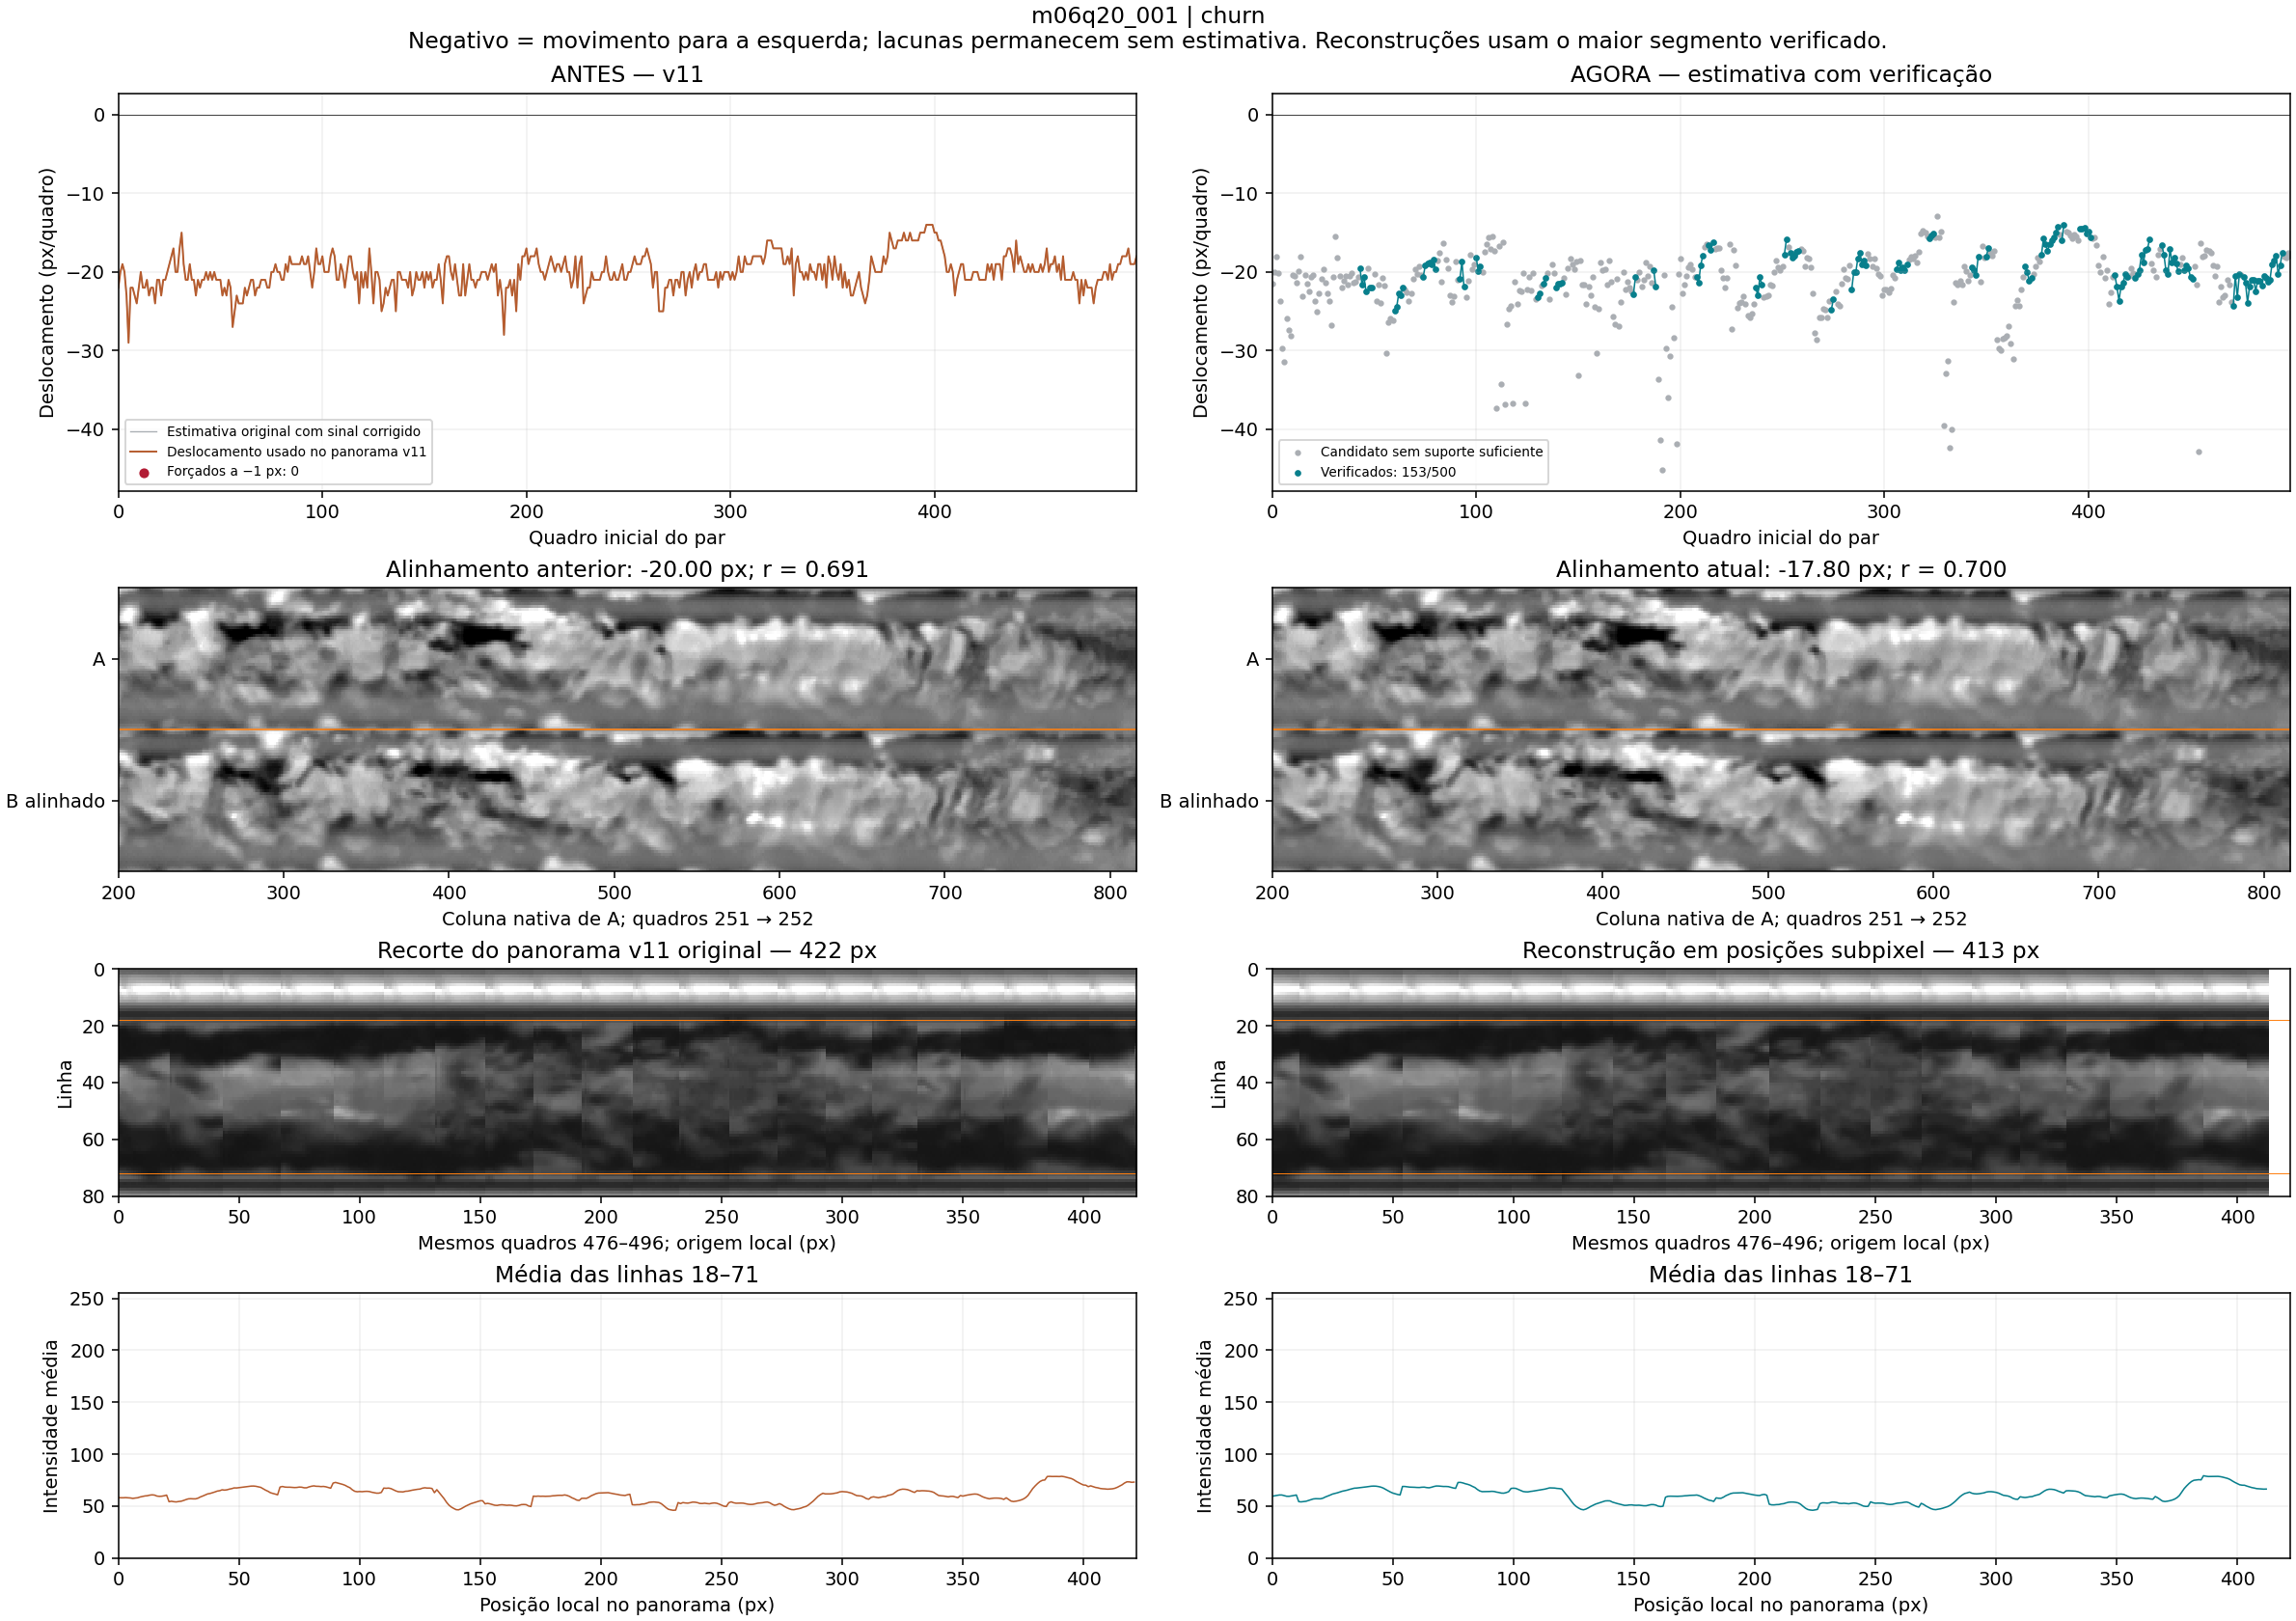 m06q20_001 | churn
Negativo = movimento para a esquerda; lacunas permanecem sem estimativa. Reconstruções usam o maior segmento verificado.
ANTES — v11
0
−10
−20
−30
−40
Deslocamento (px/quadro)
Estimativa original com sinal corrigido
Deslocamento usado no panorama v11
Forçados a −1 px: 0
0 100 200 300 400
Quadro inicial do par
AGORA — estimativa com verificação
0
−10
−20
−30
−40
Deslocamento (px/quadro)
Candidato sem suporte suficiente
Verificados: 153/500
0 100 200 300 400
Quadro inicial do par
Alinhamento anterior: -20.00 px; r = 0.691
A
B alinhado
200 300 400 500 600 700 800
Coluna nativa de A; quadros 251 → 252
Alinhamento atual: -17.80 px; r = 0.700
A
B alinhado
200 300 400 500 600 700 800
Coluna nativa de A; quadros 251 → 252
Recorte do panorama v11 original — 422 px
0
20
40
60
80
Linha
0 50 100 150 200 250 300 350 400
Mesmos quadros 476–496; origem local (px)
Reconstrução em posições subpixel — 413 px
0
20
40
60
80
Linha
0 50 100 150 200 250 300 350 400
Mesmos quadros 476–496; origem local (px)
Média das linhas 18–71
250
200
150
100
50
0
Intensidade média
0 50 100 150 200 250 300 350 400
Posição local no panorama (px)
Média das linhas 18–71
250
200
150
100
50
0
Intensidade média
0 50 100 150 200 250 300 350 400
Posição local no panorama (px)